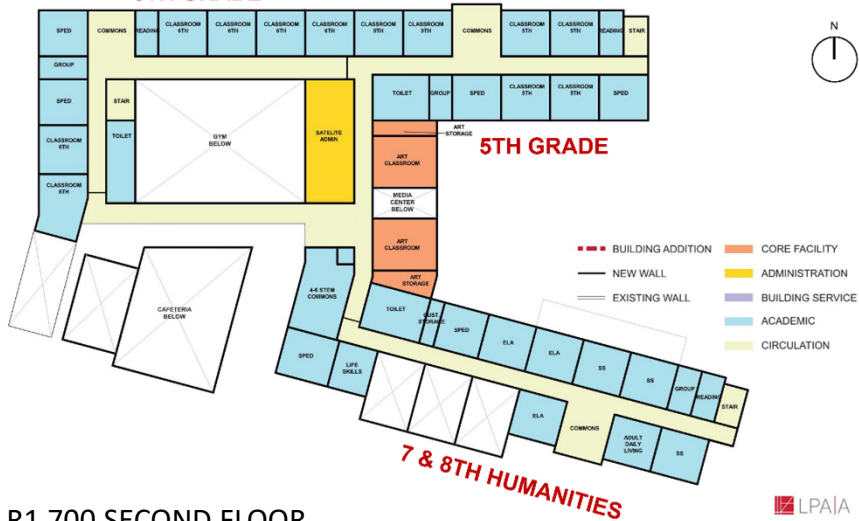 SPED
COMMONS
READING
CLASSROOM
6TH
CLASSROOM
6TH
CLASSROOM
6TH
CLASSROOM
6TH
CLASSROOM
5TH
CLASSROOM
5TH
COMMONS
CLASSROOM
5TH
CLASSROOM
5TH
READING
STAIR
N
GROUP
SPED
STAIR
TOILET
GYM
BELOW
SATELITE
ADMIN
TOILET
GROUP
SPED
CLASSROOM
5TH
CLASSROOM
5TH
SPED
ART
STORAGE
5TH GRADE
CLASSROOM
6TH
ART
CLASSROOM
CLASSROOM
6TH
MEDIA
CENTER
BELOW
ART
CLASSROOM
ART
STORAGE
BUILDING ADDITION
NEW WALL
EXISTING WALL
CORE FACILITY
ADMINISTRATION
BUILDING SERVICE
ACADEMIC
CIRCULATION
CAFETERIA
BELOW
4-6 STEM
COMMONS
TOILET
CUST.
STORAGE
SPED
ELA
ELA
SS
SS
GROUP
READING
STAIR
SPED
LIFE
SKILLS
ELA
COMMONS
ADULT
DAILY
LIVING
SS
7 & 8TH HUMANITIES
LPA|A